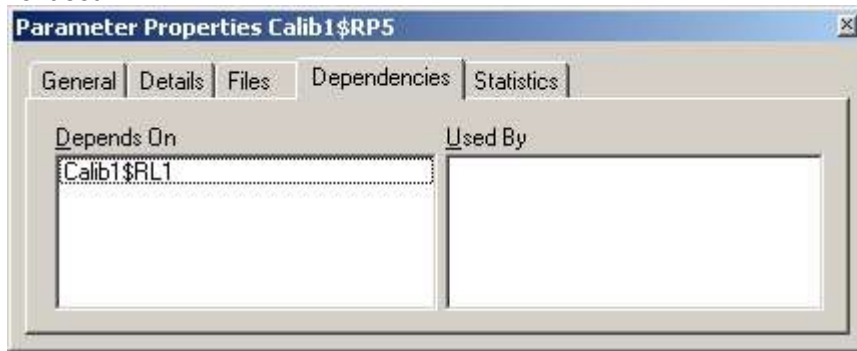 Parameter Properties Calib1$RP5
General Details Files Dependencies Statistics
Depends On Used By
Calib1$RL1